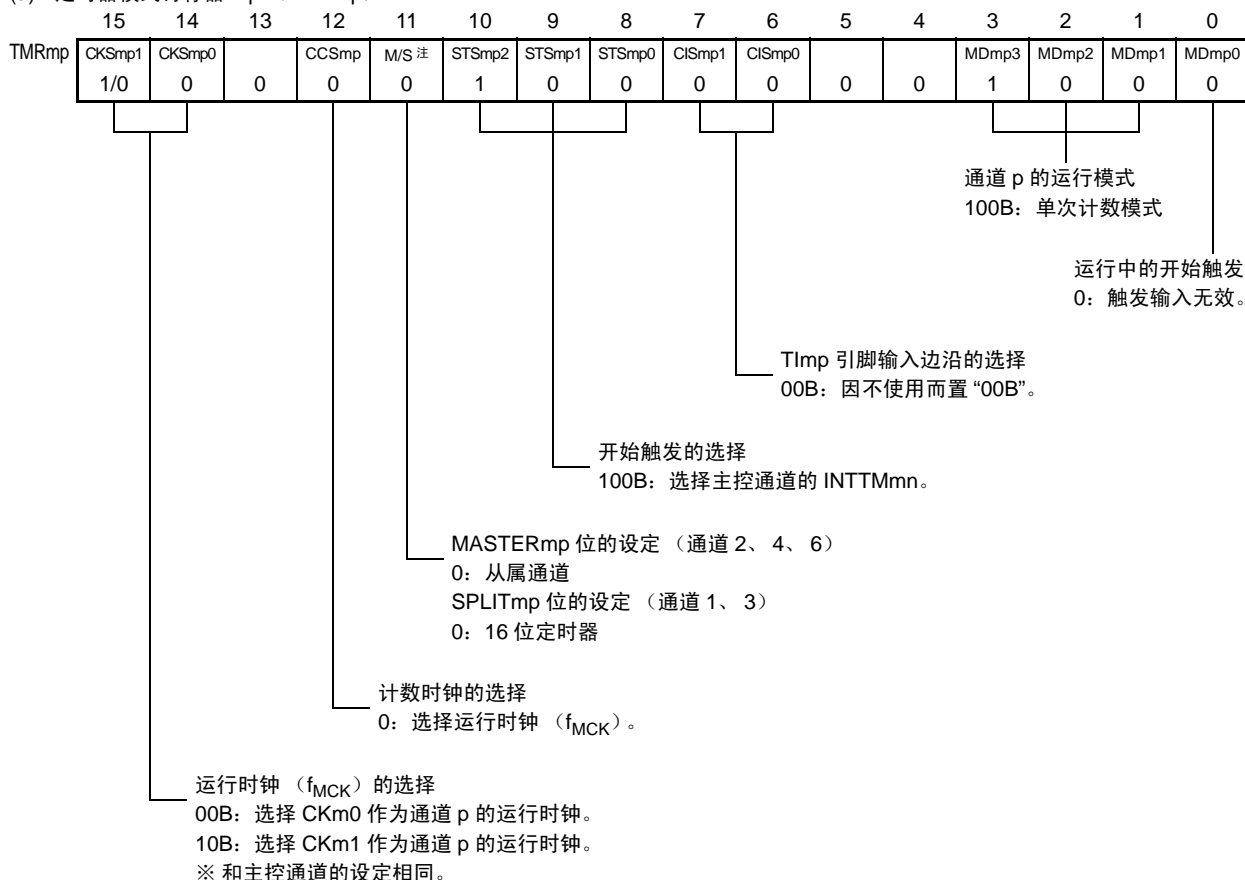 15 14 13 12 11 10 9 8 7 6 5 4 3 2 1 0
TMRmp CKSmp1 CKSmp0 CCSmp M/S 注 STSmp2 STSmp1 STSmp0 CISmp1 CISmp0 MDmp3 MDmp2 MDmp1 MDmp0
1/0 0 0 0 0 1 0 0 0 0 0 0 1 0 0 0
通道 p 的运行模式
100B：单次计数模式
运行中的开始触发
0：触发输入无效。
TImp 引脚输入边沿的选择
00B：因不使用而置 “00B”。
开始触发的选择
100B：选择主控通道的 INTTMmn。
MASTERmp 位的设定 （通道 2、 4、 6）
0：从属通道
SPLITmp 位的设定 （通道 1、 3）
0：16 位定时器
计数时钟的选择
0：选择运行时钟 （fMCK）。
运行时钟 （fMCK）的选择
00B：选择 CKm0 作为通道 p 的运行时钟。
10B：选择 CKm1 作为通道 p 的运行时钟。
※ 和主控通道的设定相同。